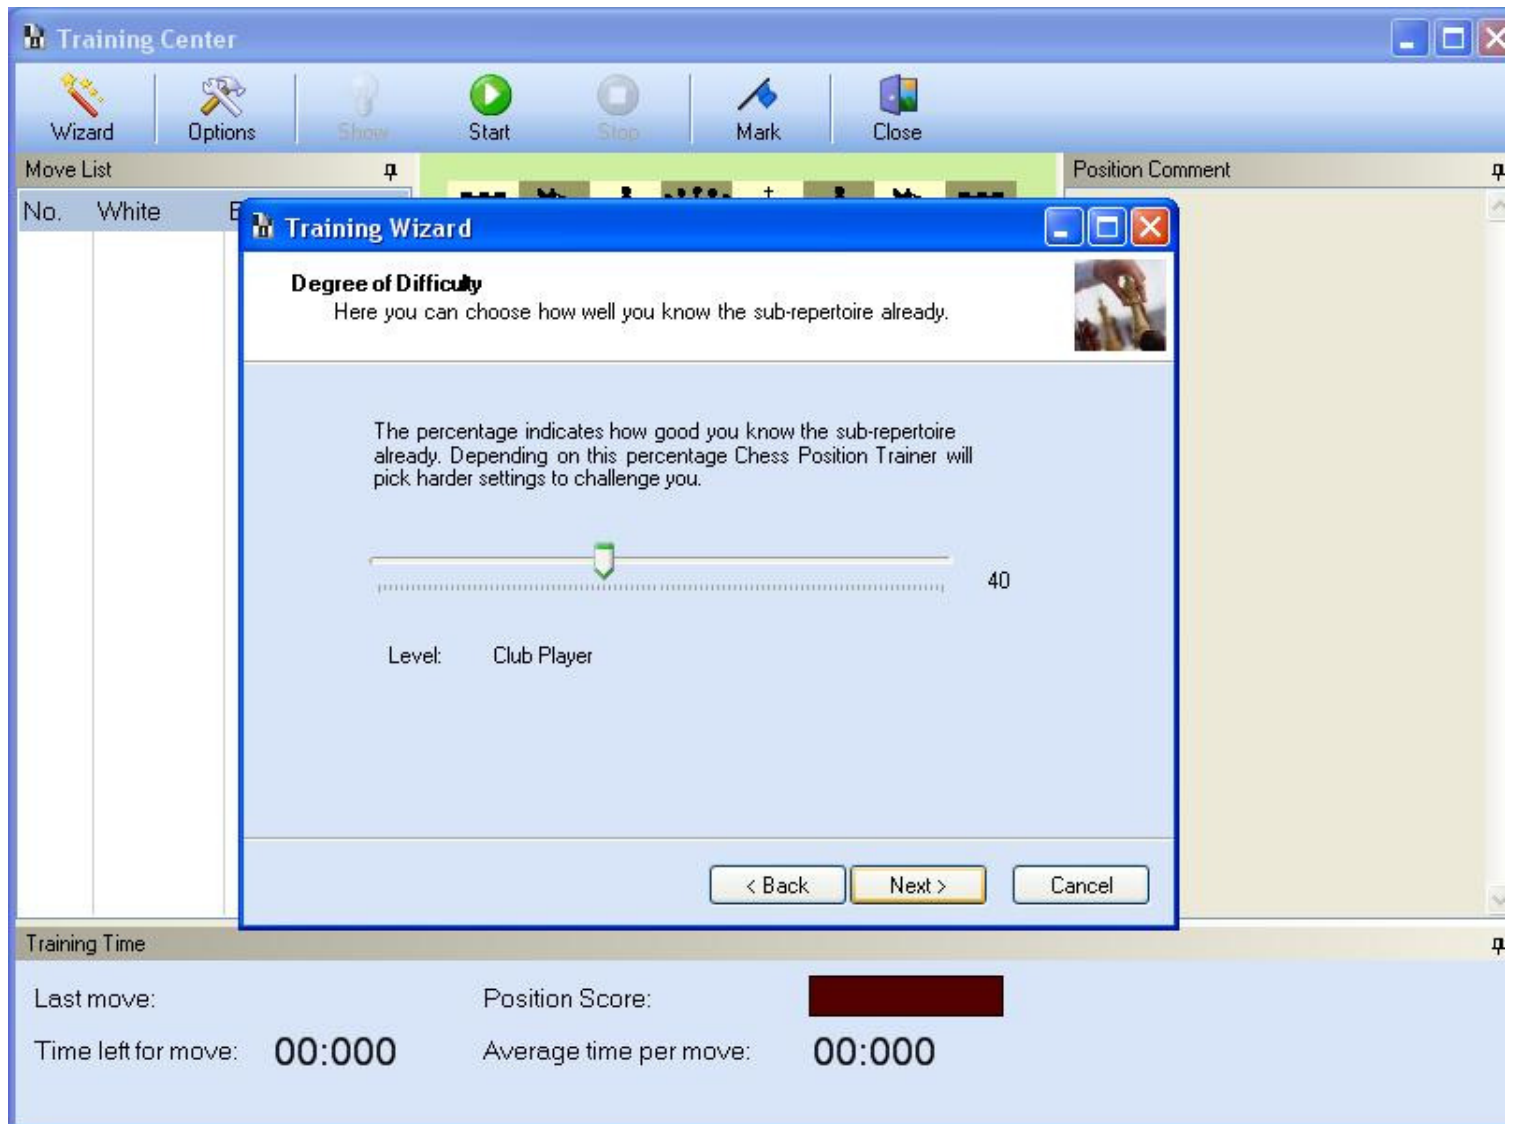 Training Center
Wizard Options Show Start Stop Mark Close
Move List
Position Comment
No. White
Training Wizard
Degree of Difficulty
Here you can choose how well you know the sub-repertoire already.
The percentage indicates how good you know the sub-repertoire
already. Depending on this percentage Chess Position Trainer will
pick harder settings to challenge you.
40
Level: Club Player
< Back Next > Cancel
Training Time
Last move: Position Score:
Time left for move: 00:000 Average time per move: 00:000